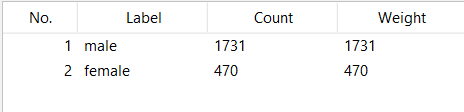 No. Label Count Weight
1 male 1731 1731
2 female 470 470